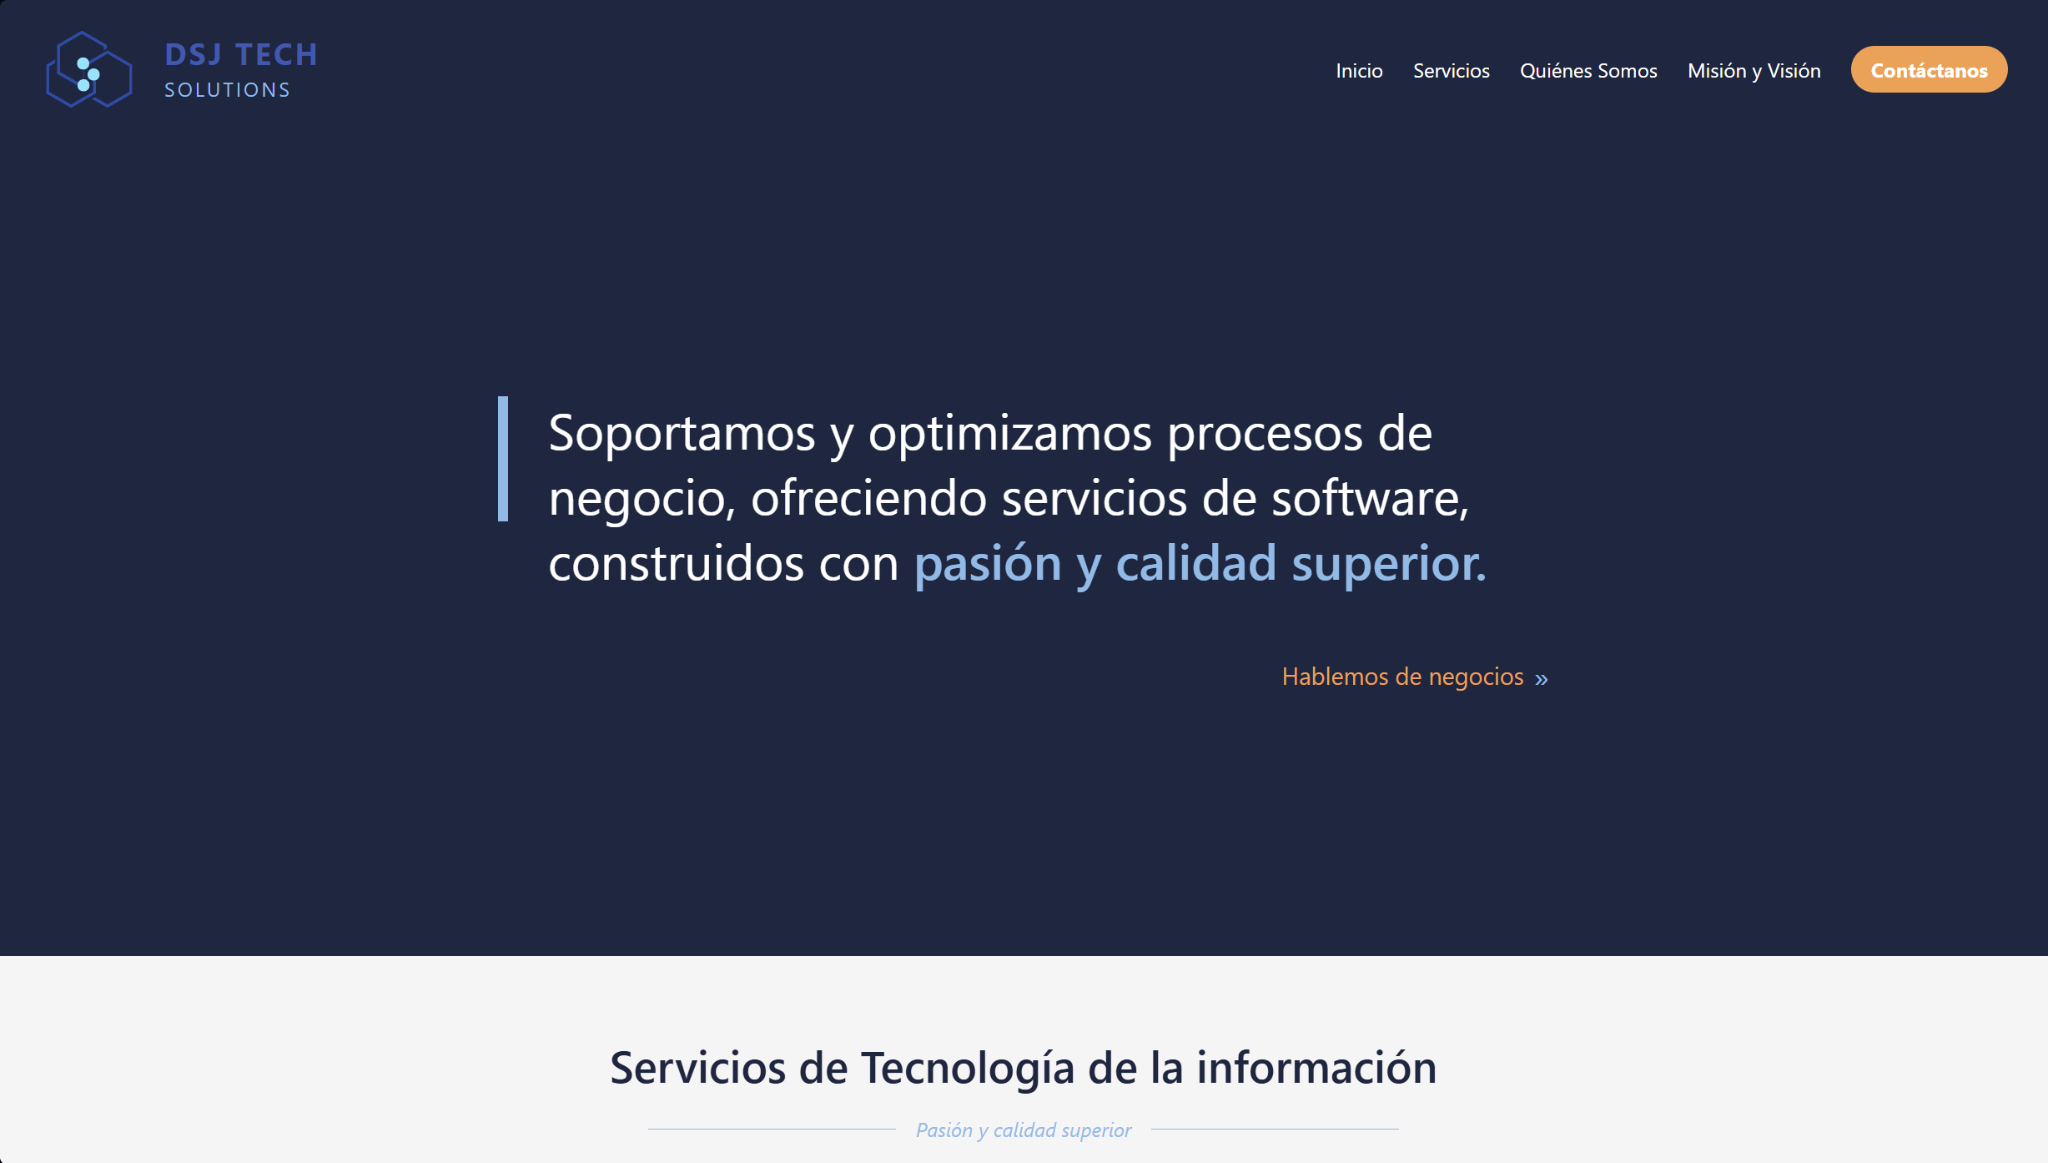 DSJ TECH
SOLUTIONS
Inicio Servicios Quiénes Somos Misión y Visión Contáctanos
Soportamos y optimizamos procesos de
negocio, ofreciendo servicios de software,
construidos con pasión y calidad superior.
Hablemos de negocios »
Servicios de Tecnología de la información
Pasión y calidad superior